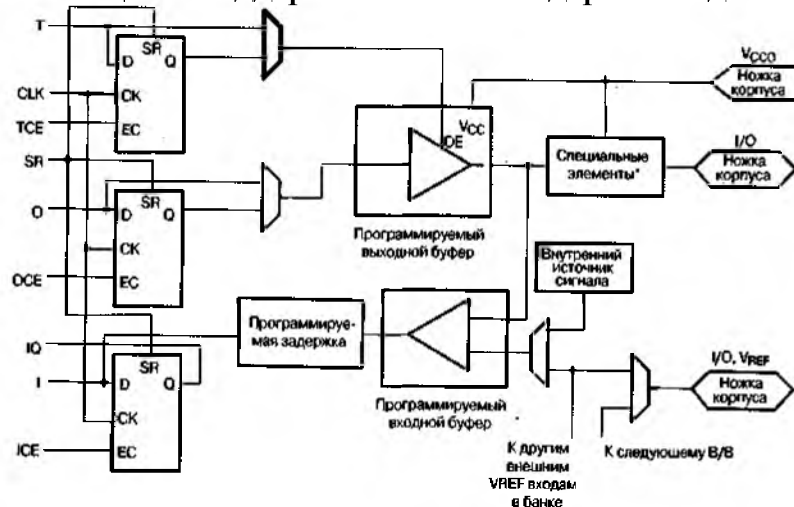 T
SR
D
Q
CLK
CK
TCE
EC
SR
SR
O
D
Q
CK
OCE
EC
IQ
SR
I
D
Q
CK
ICE
EC
VCC
OE
Программируемый
выходной буфер
VCCO
Ножка
корпуса
I/O
Ножка
корпуса
Специальные
элементы*
Внутренний
источник
сигнала
Программируе-
мая задержка
Программируемый
входной буфер
I/O, VREF
Ножка
корпуса
К другим
внешним
VREF входам
в банке
К следующему В/В